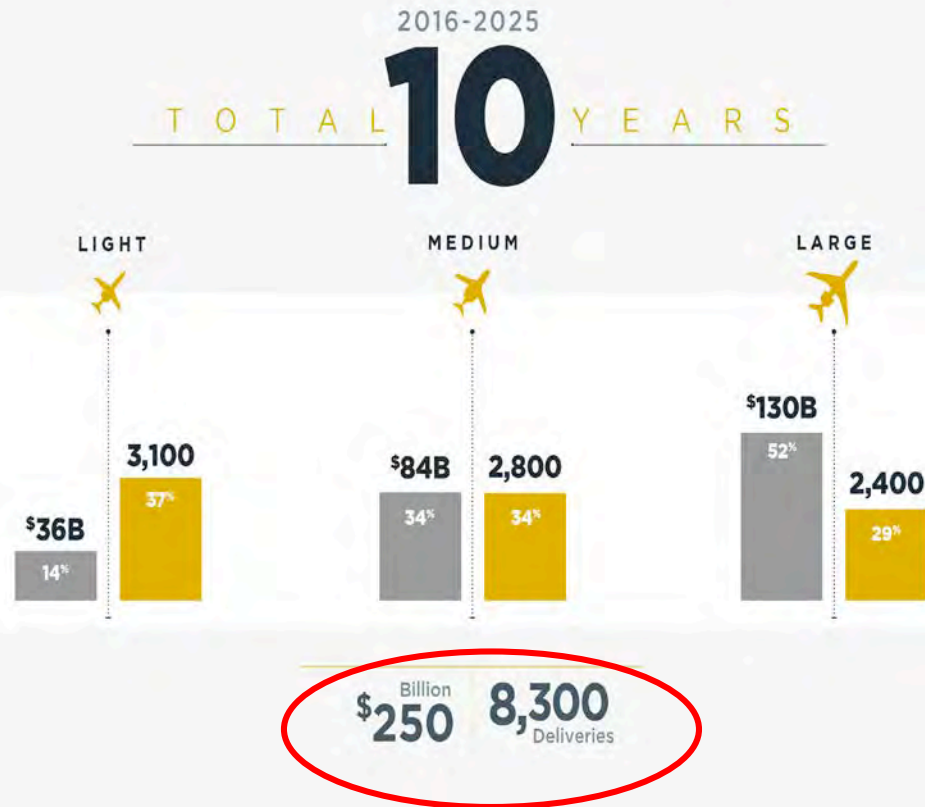 2016-2025
TOTAL 10 YEARS
LIGHT
MEDIUM
LARGE
$36B
14%
3,100
37%
$84B
34%
2,800
34%
$130B
52%
2,400
29%
$250 Billion
8,300
Deliveries